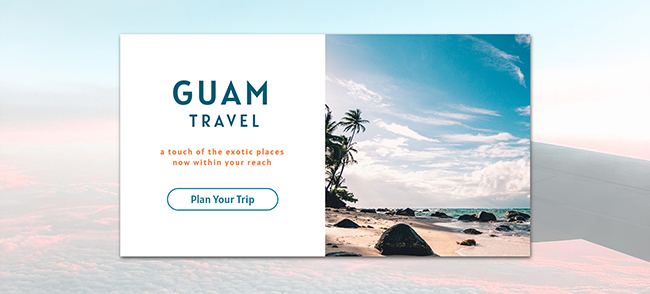 GUAM
TRAVEL
a touch of the exotic places
now within your reach
Plan Your Trip